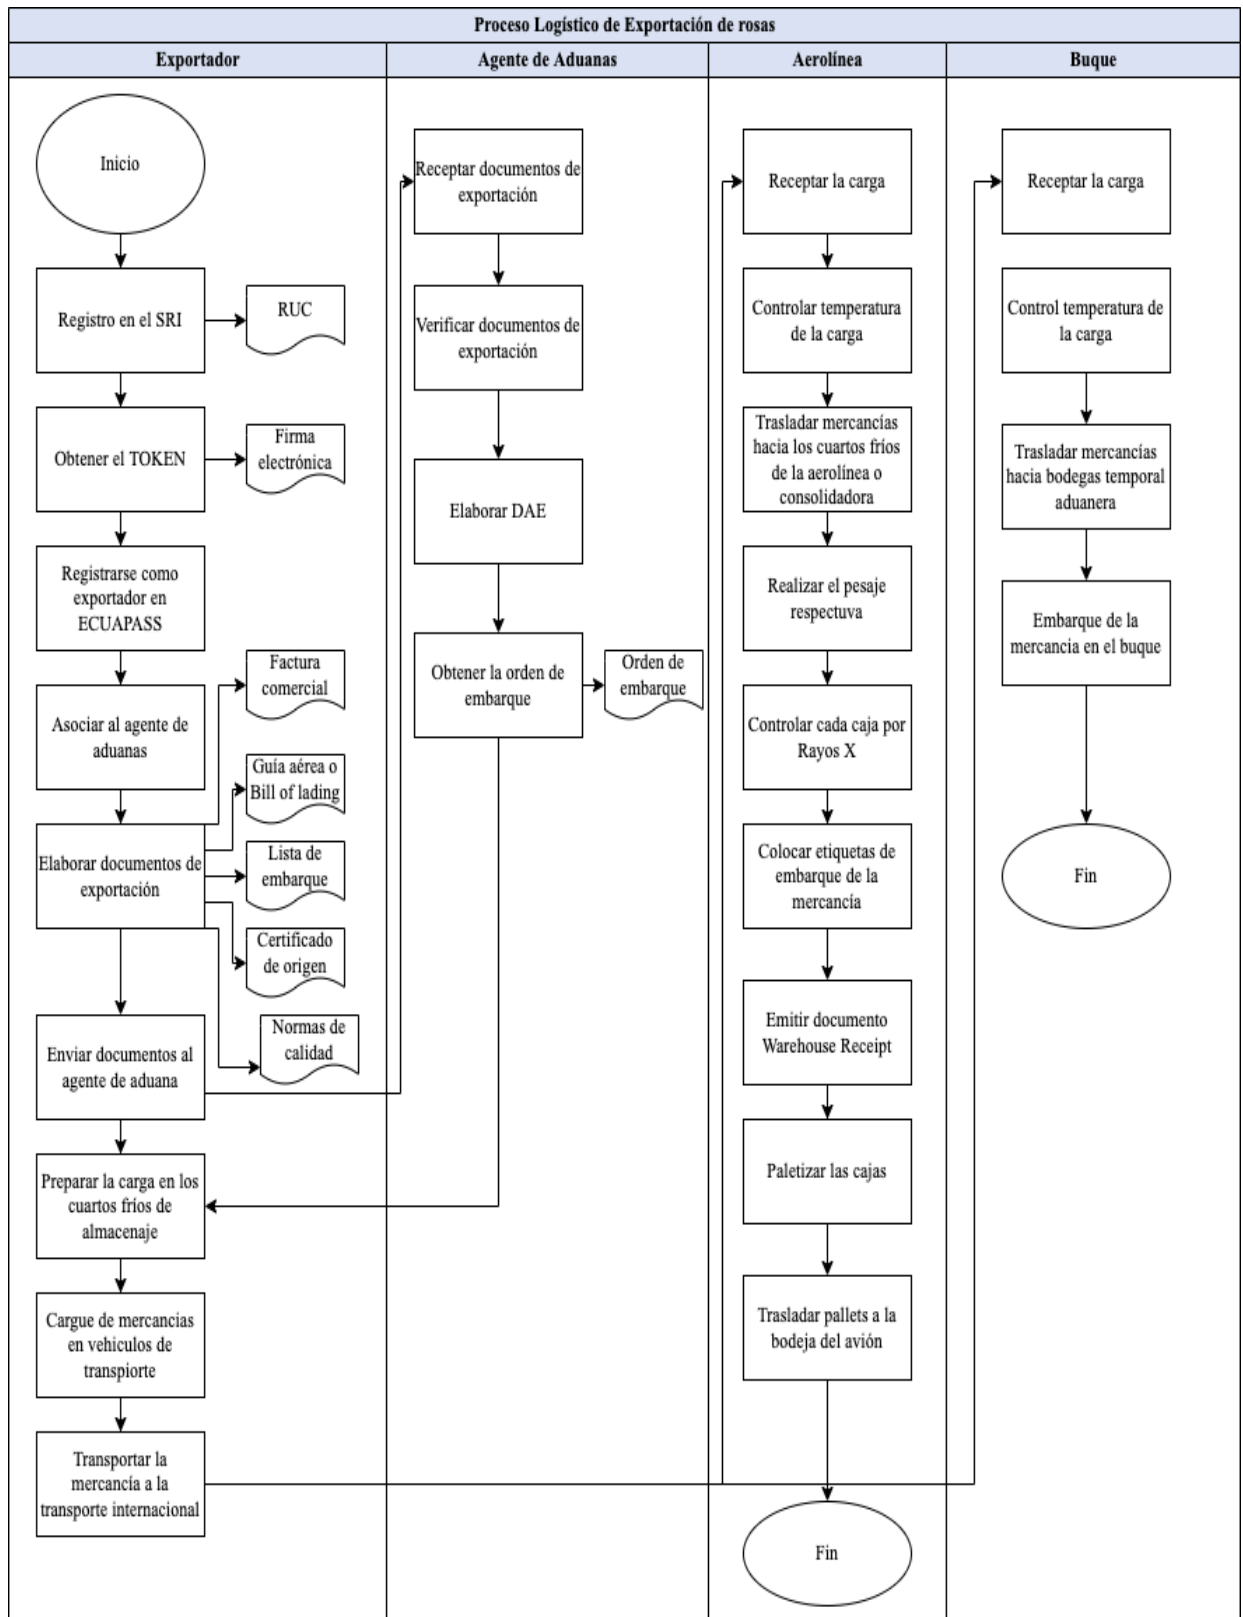 Proceso Logístico de Exportación de rosas
Exportador
Agente de Aduanas
Aerolínea
Buque
Inicio
Registro en el SRI
RUC
Obtener el TOKEN
Firma
electrónica
Registrarse como
exportador en
ECUAPASS
Asociar al agente de
aduanas
Factura
comercial
Guía aérea o
Bill of lading
Elaborar documentos de
exportación
Lista de
embarque
Certificado
de origen
Normas de
calidad
Enviar documentos al
agente de aduana
Preparar la carga en los
cuartos fríos de
almacenaje
Cargue de mercancias
en vehiculos de
transpiorte
Transportar la
mercancía a la
transporte internacional
Receptar documentos de
exportación
Verificar documentos de
exportación
Elaborar DAE
Obtener la orden de
embarque
Orden de
embarque
Receptar la carga
Controlar temperatura
de la carga
Trasladar mercancías
hacia los cuartos fríos
de la aerolínea o
consolidadora
Realizar el pesaje
respectuva
Controlar cada caja por
Rayos X
Colocar etiquetas de
embarque de la
mercancía
Emitir documento
Warehouse Receipt
Paletizar las cajas
Trasladar pallets a la
bodeja del avión
Fin
Receptar la carga
Control temperatura de
la carga
Trasladar mercancías
hacia bodegas temporal
aduanera
Embarque de la
mercancia en el buque
Fin